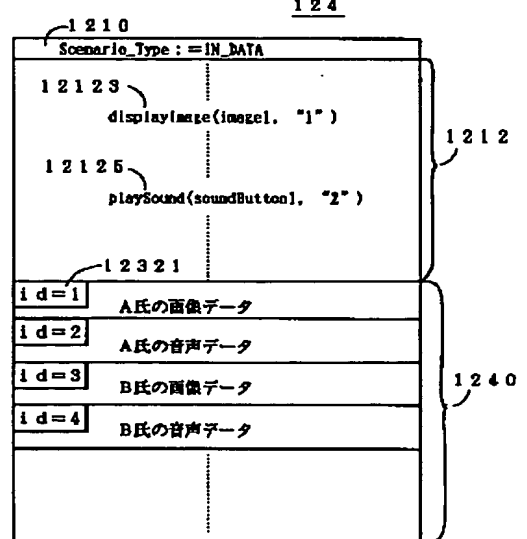 124
1210
Scenario_Type:=IN_DATA
12123
displayImage(image1, "1")
1212
12125
playSound(soundButton1, "2")
12321
id=1
A氏の画像データ
id=2
A氏の音声データ
id=3
B氏の画像データ
1240
id=4
B氏の音声データ